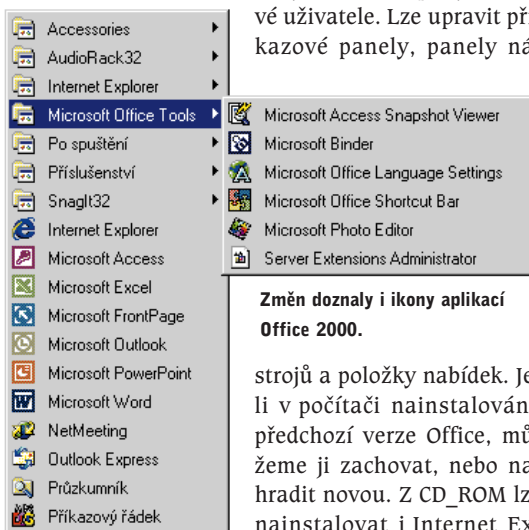 Accessories
AudioRack32
Internet Explorer
Microsoft Office Tools
Po spuštění
Příslušenství
SnagIt32
Internet Explorer
Microsoft Access
Microsoft Excel
Microsoft FrontPage
Microsoft Outlook
Microsoft PowerPoint
Microsoft Word
NetMeeting
Outlook Express
Průzkumník
Příkazový řádek
Microsoft Access Snapshot Viewer
Microsoft Binder
Microsoft Office Language Settings
Microsoft Office Shortcut Bar
Microsoft Photo Editor
Server Extensions Administrator
vé uživatele. Lze upravit př
kazové panely, panely ná
Změn doznaly i ikony aplikací
Office 2000.
strojů a položky nabídek. Je
li v počítači nainstalován
předchozí verze Office, mů
žeme ji zachovat, nebo na
hradit novou. Z CD_ROM lz
nainstalovat i Internet Ex